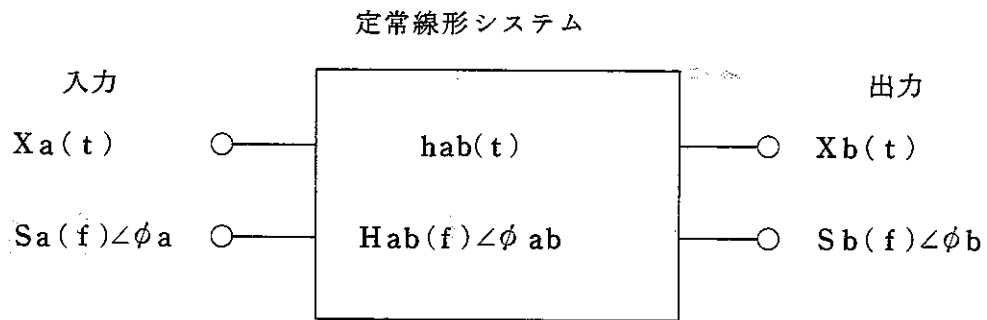 定常線形システム
入力
出力
Xa(t)
hab(t)
Xb(t)
Sa(f)∠φa
Hab(f)∠φab
Sb(f)∠φb